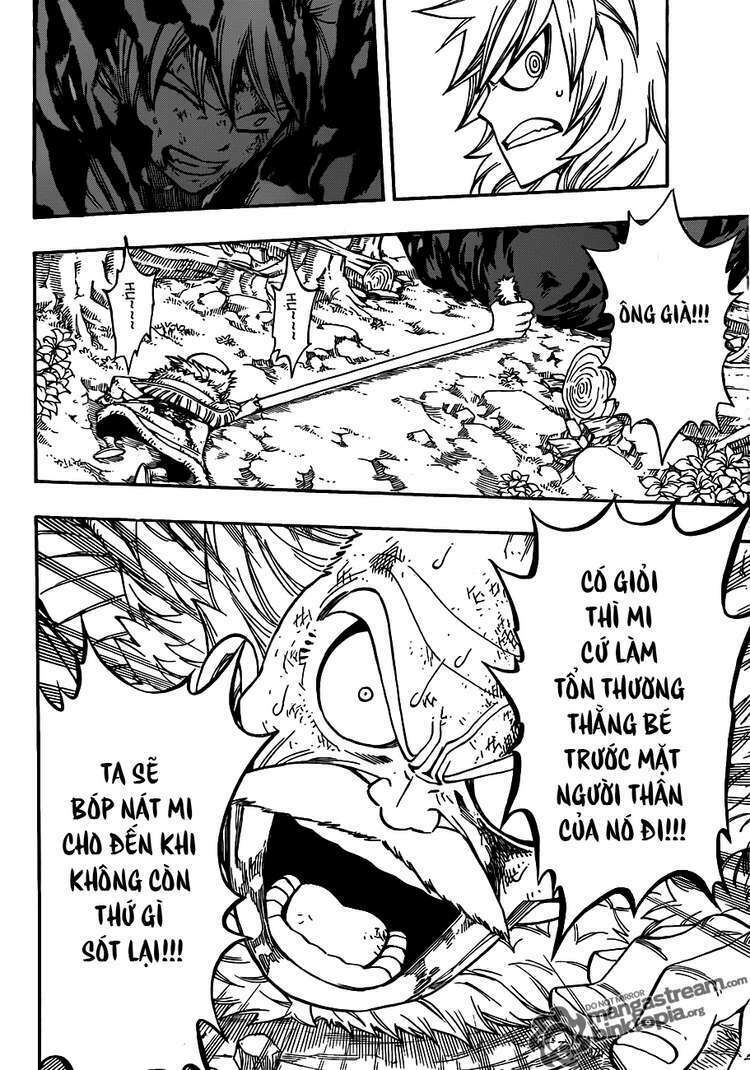 ÔNG GIÀ!!!
CÓ GIỎI
THÌ MI
CỨ LÀM
TỔN THƯƠNG
THẰNG BÉ
TRƯỚC MẶT
NGƯỜI THÂN
CỦA NÓ ĐI!!!
TA SẼ
BÓP NÁT MI
CHO ĐẾN KHI
KHÔNG CÒN
THỨ GÌ
SÓT LẠI!!!
DO NOT MIRROR
mangastream.com
pinktopia.org